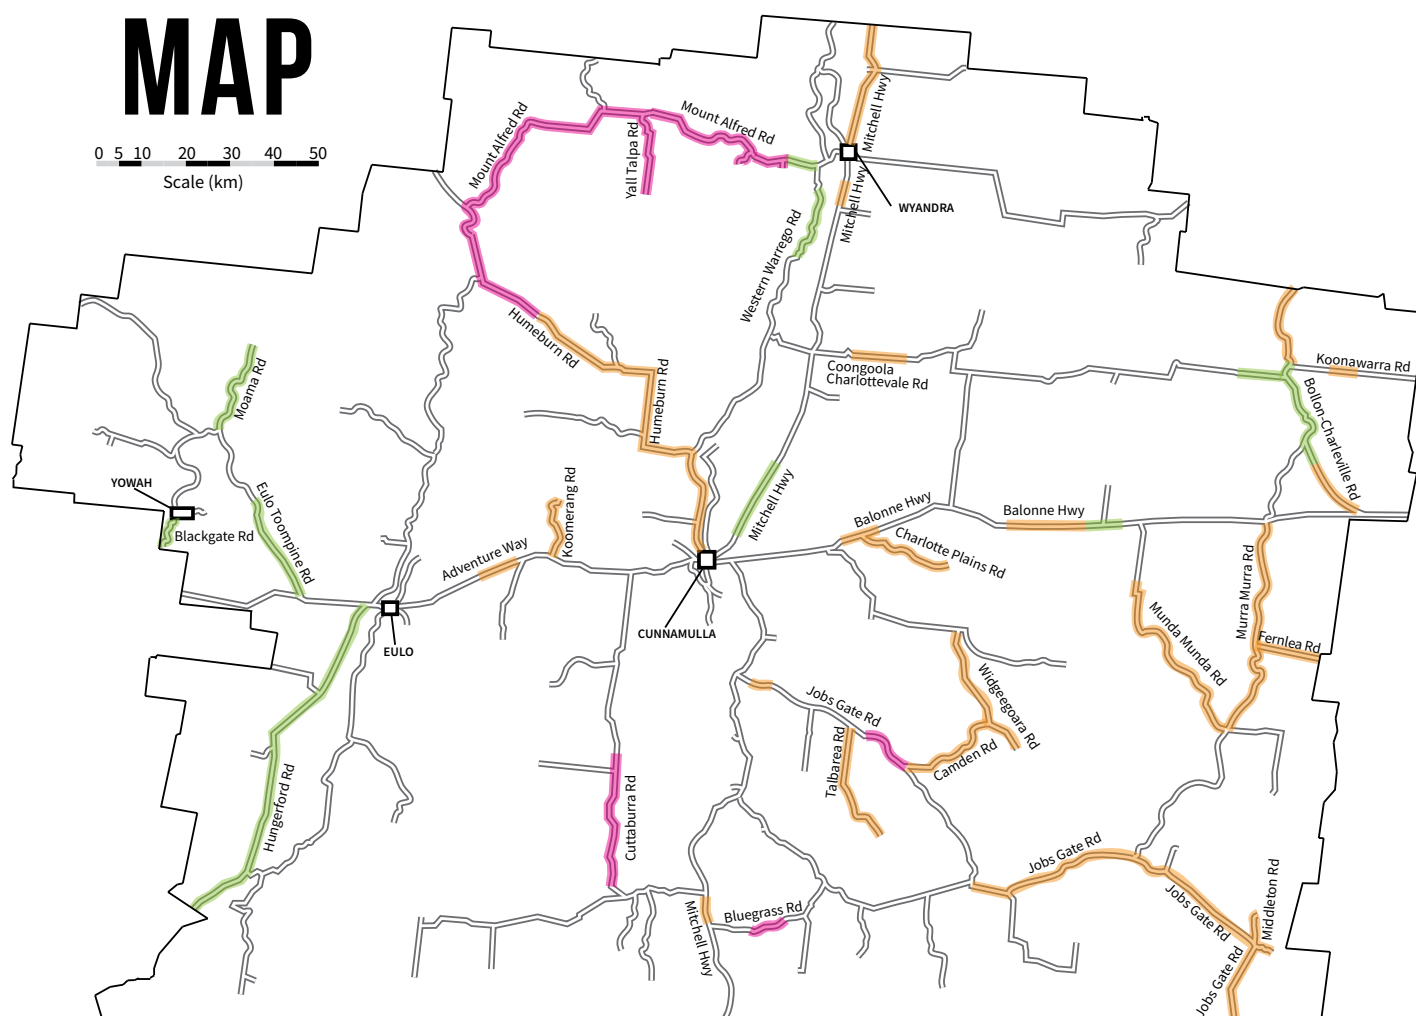 MAP
0 5 10 20 30 40 50
Scale (km)
Mount Alfred Rd
Mount Alfred Rd
Yall Talpa Rd
Mitchell Hwy
Mitchell Hwy
WYANDRA
Western Warrego Rd
Humeburn Rd
Humeburn Rd
Coongoola
Charlottevale Rd
Koonawarra Rd
Bollon-Charleville Rd
Moama Rd
YOWAH
Blackgate Rd
Eulo Toompine Rd
Koomerang Rd
Adventure Way
Mitchell Hwy
Balonne Hwy
Balonne Hwy
Charlotte Plains Rd
CUNNAMULLA
EULO
Murra Murra Rd
Munda Munda Rd
Fernlea Rd
Widgeegoara Rd
Jobs Gate Rd
Talbarea Rd
Camden Rd
Hungerford Rd
Cuttaburra Rd
Jobs Gate Rd
Mitchell Hwy
Bluegrass Rd
Jobs Gate Rd
Middleton Rd
Jobs Gate Rd